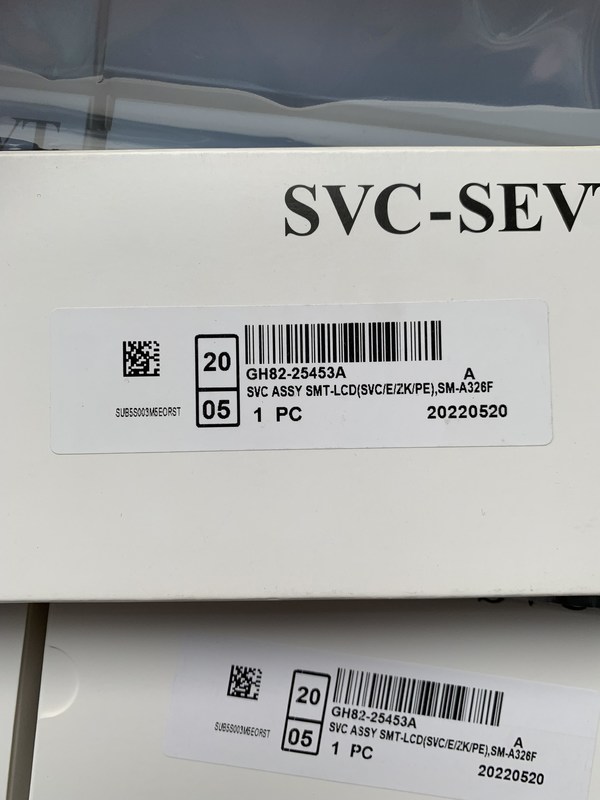 SVC-SEV
20
GH82-25453A A
SVC ASSY SMT-LCD(SVC/E/ZK/PE),SM-A326F
SUB5S003M5EORST
05
1 PC 20220520
20
GH82-25453A A
SVC ASSY SMT-LCD(SVC/E/ZK/PE),SM-A326F
SUB5S003M5EORST
05
1 PC 20220520